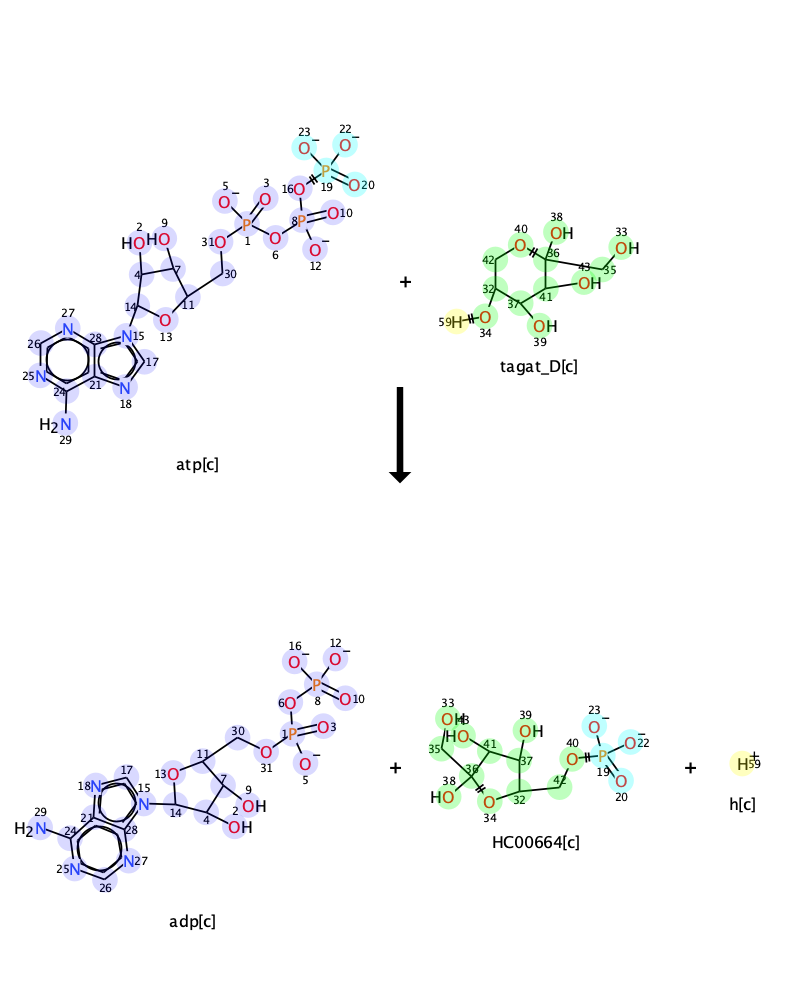 23 O⁻ 22 O⁻
5 O⁻ 3 O 16 O P 19 O 20
2 HO 9 HO 31 O P 1 O 6 8 P O 10 O⁻ 12
4 7 30
14 O 13 11
27 N 28 N 15
26 17
25 N 24 21 N 18
H₂N 29
atp[c]
+
38 OH 33 OH
40 O 36 35
42 43 OH
32 37 41
59 H O 34 OH 39
tagat_D[c]
16 O⁻ 12 O⁻
6 O P 8 O 10
30 1 P O 3
13 O 11 O 31 O⁻ 5
17 7 9 OH
18 N 15 N 14 4 2 OH
29 H₂N 24 21 28
25 N N 27
26
adp[c]
+
33 OH 43 HO 39 OH 23 O⁻
35 41 40 O P O⁻ 22
38 HO 36 37 19
O 34 32 42 O 20
HC00664[c]
+
H⁺ 59
h[c]